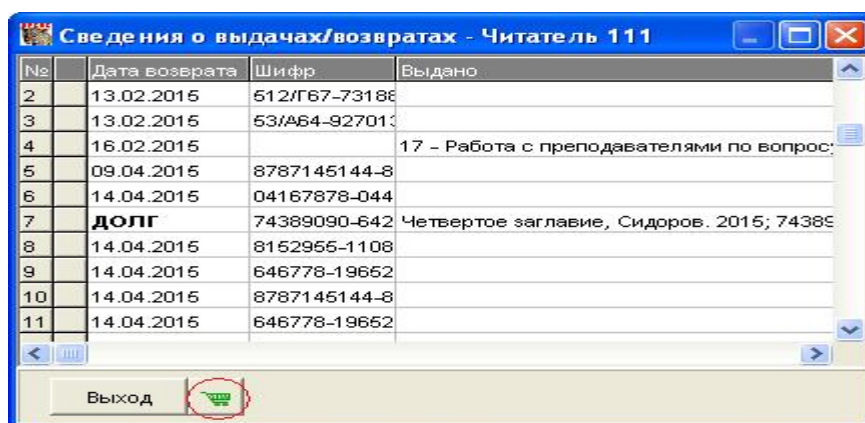 Сведения о выдачах/возвратах - Читатель 111
№ Дата возврата Шифр Выдано
2 13.02.2015 512/Г67-73188
3 13.02.2015 53/А64-927013
4 16.02.2015 17 - Работа с преподавателями по вопросу
5 09.04.2015 8787145144-8
6 14.04.2015 04167878-044
7 ДОЛГ 74389090-642 Четвертое заглавие, Сидоров. 2015; 74389
8 14.04.2015 8152955-1108
9 14.04.2015 646778-19652
10 14.04.2015 8787145144-8
11 14.04.2015 646778-19652
Выход